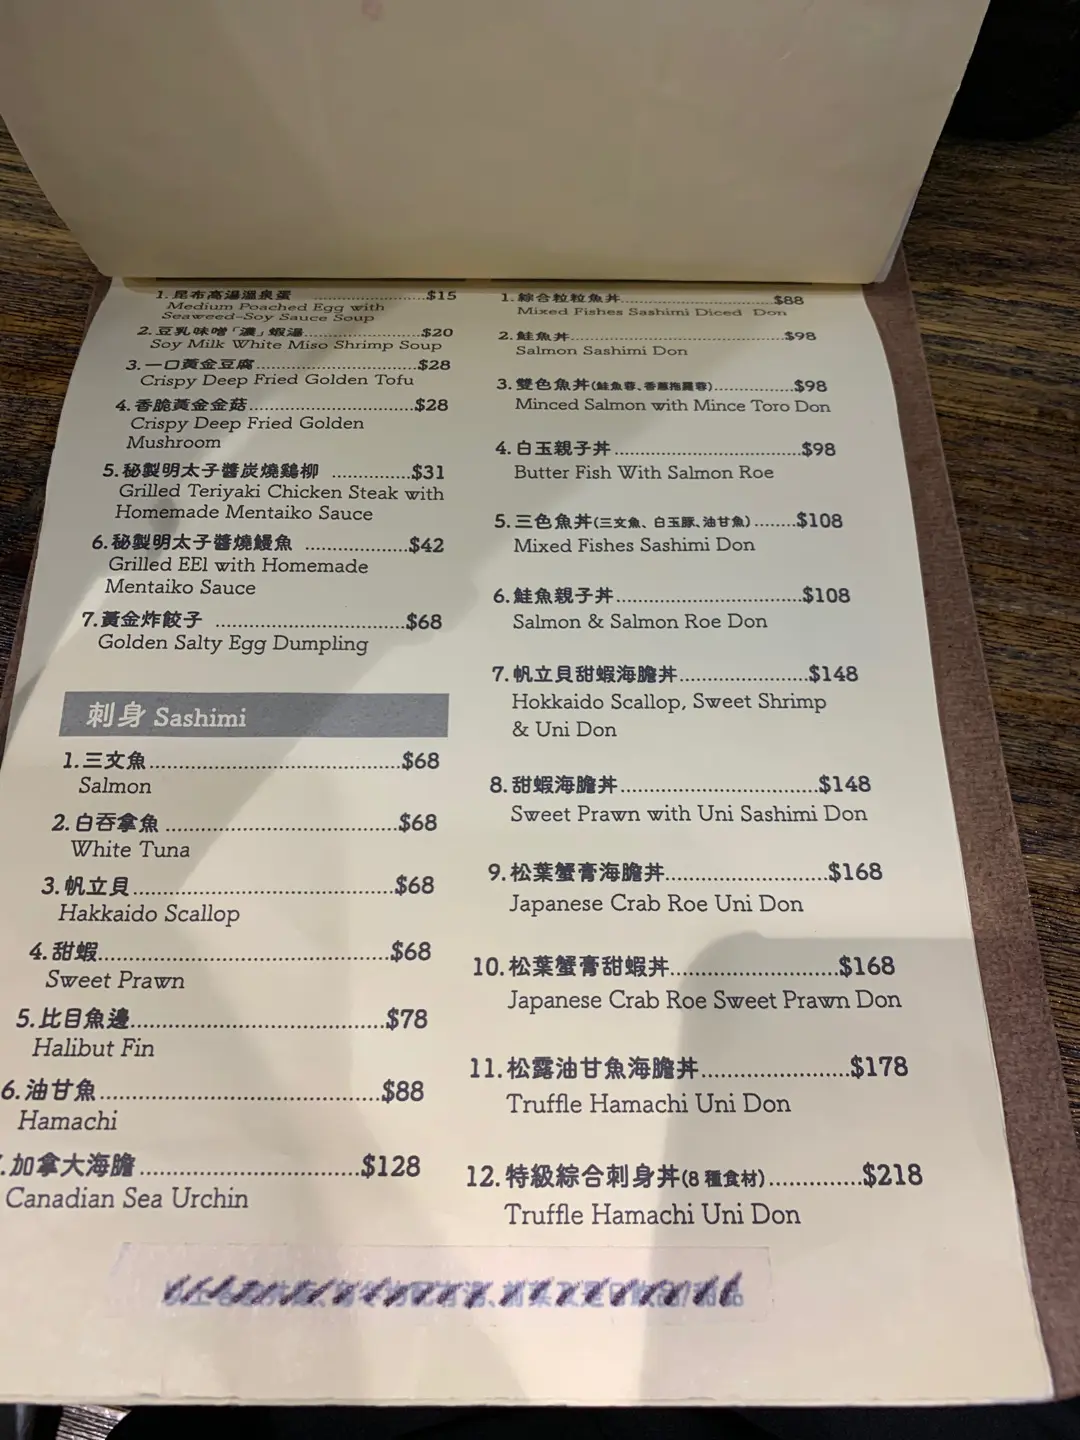 1. 昆布高湯溫泉蛋 ..........................$15
Medium Poached Egg with
Seaweed-Soy Sauce Soup
2. 豆乳味噌「濃」蝦湯..........................$20
Soy Milk White Miso Shrimp Soup
3. 一口黃金豆腐..........................$28
Crispy Deep Fried Golden Tofu
4. 香脆黃金金菇..........................$28
Crispy Deep Fried Golden
Mushroom
5. 秘製明太子醬炭燒鷄柳 ..............$31
Grilled Teriyaki Chicken Steak with
Homemade Mentaiko Sauce
6. 秘製明太子醬燒鰻魚 ..................$42
Grilled EEl with Homemade
Mentaiko Sauce
7. 黃金炸餃子 ..............................$68
Golden Salty Egg Dumpling
刺身 Sashimi
1. 三文魚........................................$68
Salmon
2. 白吞拿魚 ....................................$68
White Tuna
3. 帆立貝........................................$68
Hakkaido Scallop
4. 甜蝦............................................$68
Sweet Prawn
5. 比目魚邊......................................$78
Halibut Fin
6. 油甘魚..........................................$88
Hamachi
加拿大海膽..................................$128
Canadian Sea Urchin
1. 綜合粒粒魚丼..........................$88
Mixed Fishes Sashimi Diced Don
2. 鮭魚丼........................................$98
Salmon Sashimi Don
3. 雙色魚丼(鮭魚蓉、香蔥拖羅蓉)..............$98
Minced Salmon with Mince Toro Don
4. 白玉親子丼..............................$98
Butter Fish With Salmon Roe
5. 三色魚丼(三文魚、白玉豚、油甘魚).......$108
Mixed Fishes Sashimi Don
6. 鮭魚親子丼..............................$108
Salmon & Salmon Roe Don
7. 帆立貝甜蝦海膽丼....................$148
Hokkaido Scallop, Sweet Shrimp
& Uni Don
8. 甜蝦海膽丼..............................$148
Sweet Prawn with Uni Sashimi Don
9. 松葉蟹膏海膽丼........................$168
Japanese Crab Roe Uni Don
10. 松葉蟹膏甜蝦丼........................$168
Japanese Crab Roe Sweet Prawn Don
11. 松露油甘魚海膽丼....................$178
Truffle Hamachi Uni Don
12. 特級綜合刺身丼(8 種食材)............$218
Truffle Hamachi Uni Don